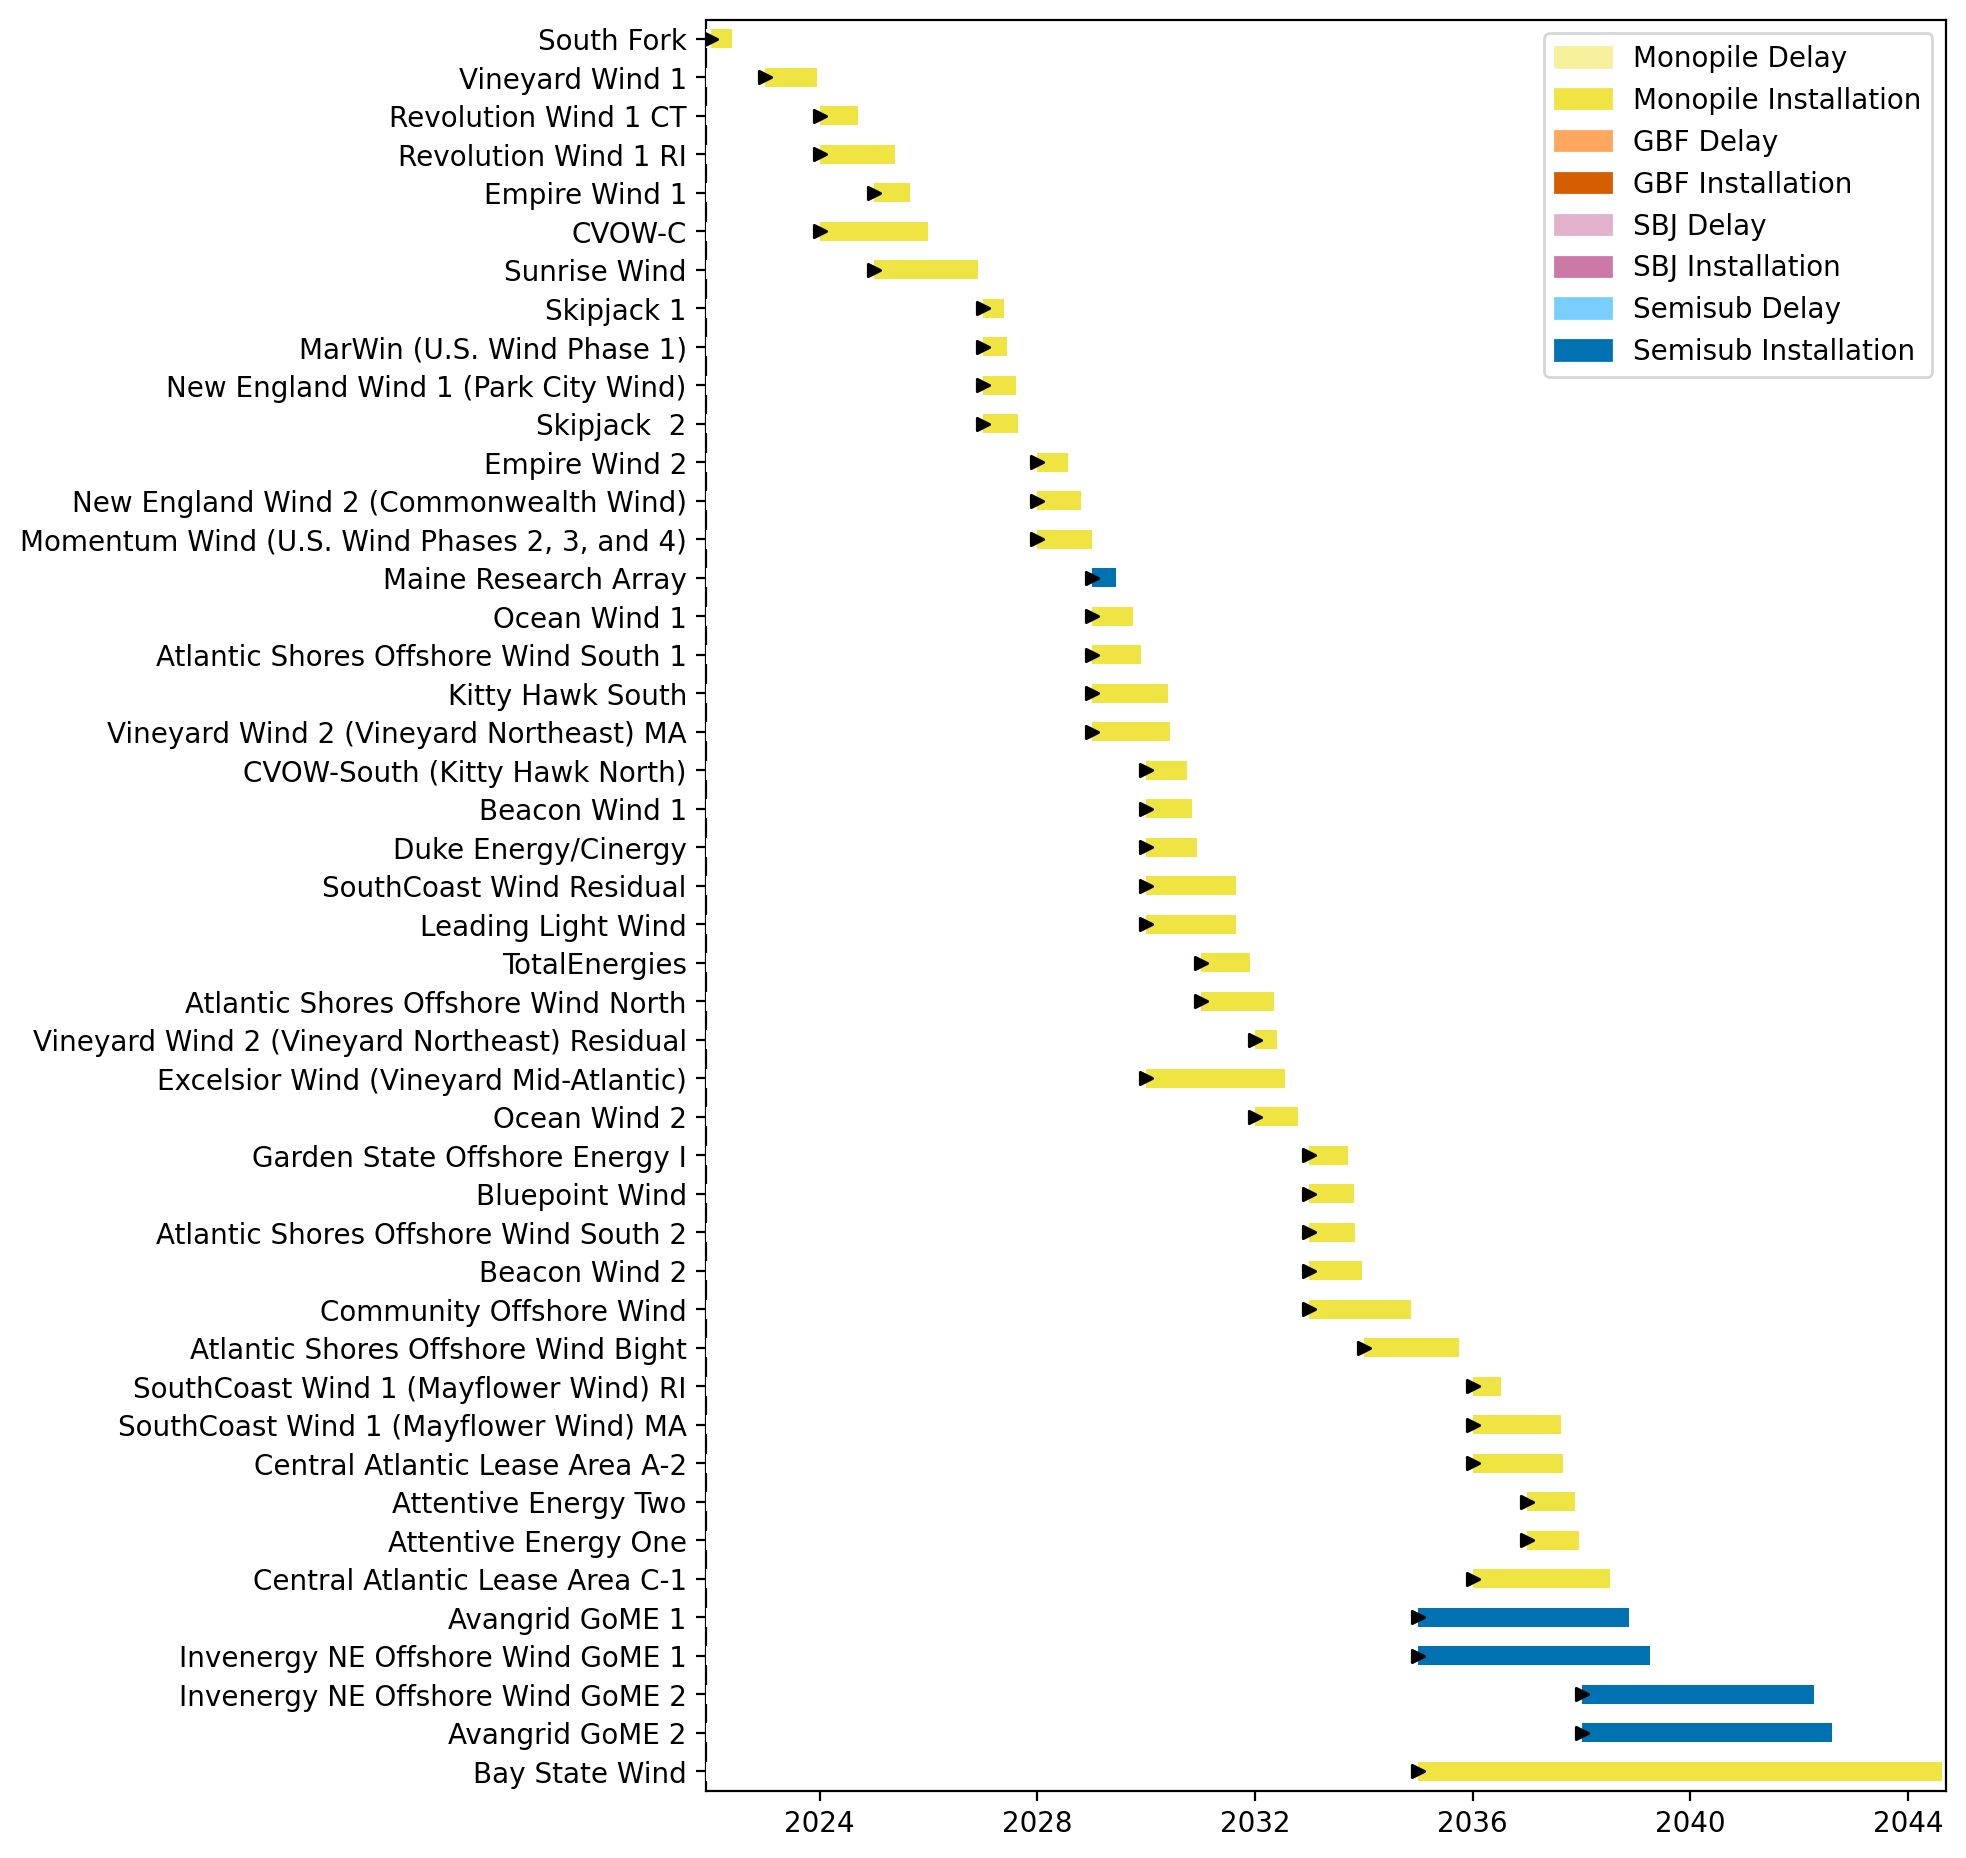 South Fork
Vineyard Wind 1
Revolution Wind 1 CT
Revolution Wind 1 RI
Empire Wind 1
CVOW-C
Sunrise Wind
Skipjack 1
MarWin (U.S. Wind Phase 1)
New England Wind 1 (Park City Wind)
Skipjack  2
Empire Wind 2
New England Wind 2 (Commonwealth Wind)
Momentum Wind (U.S. Wind Phases 2, 3, and 4)
Maine Research Array
Ocean Wind 1
Atlantic Shores Offshore Wind South 1
Kitty Hawk South
Vineyard Wind 2 (Vineyard Northeast) MA
CVOW-South (Kitty Hawk North)
Beacon Wind 1
Duke Energy/Cinergy
SouthCoast Wind Residual
Leading Light Wind
TotalEnergies
Atlantic Shores Offshore Wind North
Vineyard Wind 2 (Vineyard Northeast) Residual
Excelsior Wind (Vineyard Mid-Atlantic)
Ocean Wind 2
Garden State Offshore Energy I
Bluepoint Wind
Atlantic Shores Offshore Wind South 2
Beacon Wind 2
Community Offshore Wind
Atlantic Shores Offshore Wind Bight
SouthCoast Wind 1 (Mayflower Wind) RI
SouthCoast Wind 1 (Mayflower Wind) MA
Central Atlantic Lease Area A-2
Attentive Energy Two
Attentive Energy One
Central Atlantic Lease Area C-1
Avangrid GoME 1
Invenergy NE Offshore Wind GoME 1
Invenergy NE Offshore Wind GoME 2
Avangrid GoME 2
Bay State Wind
Monopile Delay
Monopile Installation
GBF Delay
GBF Installation
SBJ Delay
SBJ Installation
Semisub Delay
Semisub Installation
2024 2028 2032 2036 2040 2044